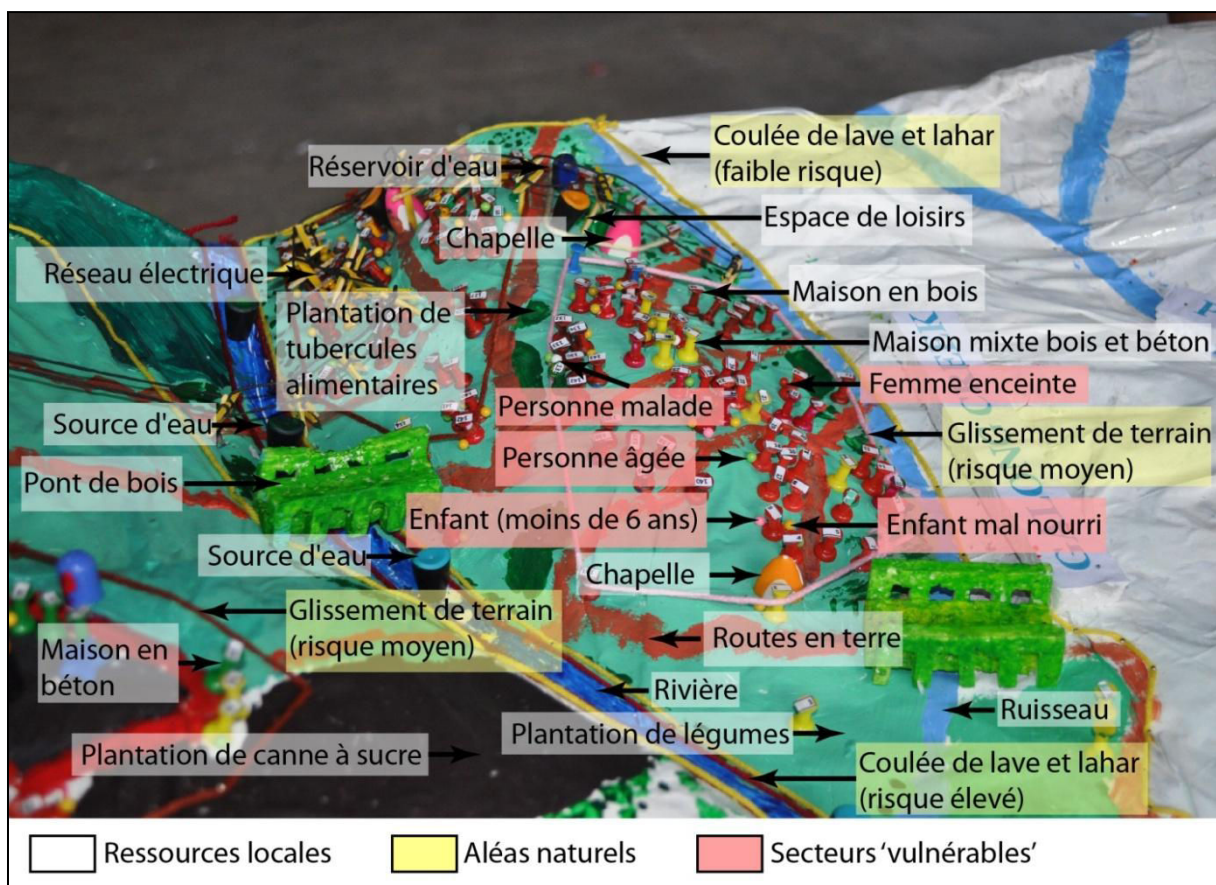 Coulée de lave et lahar
(faible risque)
Réservoir d'eau
Espace de loisirs
Chapelle
Réseau électrique
Maison en bois
Plantation de
tubercules
alimentaires
Maison mixte bois et béton
Femme enceinte
Personne malade
Source d'eau
Glissement de terrain
(risque moyen)
Personne âgée
Pont de bois
Enfant (moins de 6 ans)
Enfant mal nourri
Source d'eau
Chapelle
Glissement de terrain
(risque moyen)
Routes en terre
Maison en
béton
Rivière
Ruisseau
Plantation de légumes
Plantation de canne à sucre
Coulée de lave et lahar
(risque élevé)
Ressources locales
Aléas naturels
Secteurs 'vulnérables'